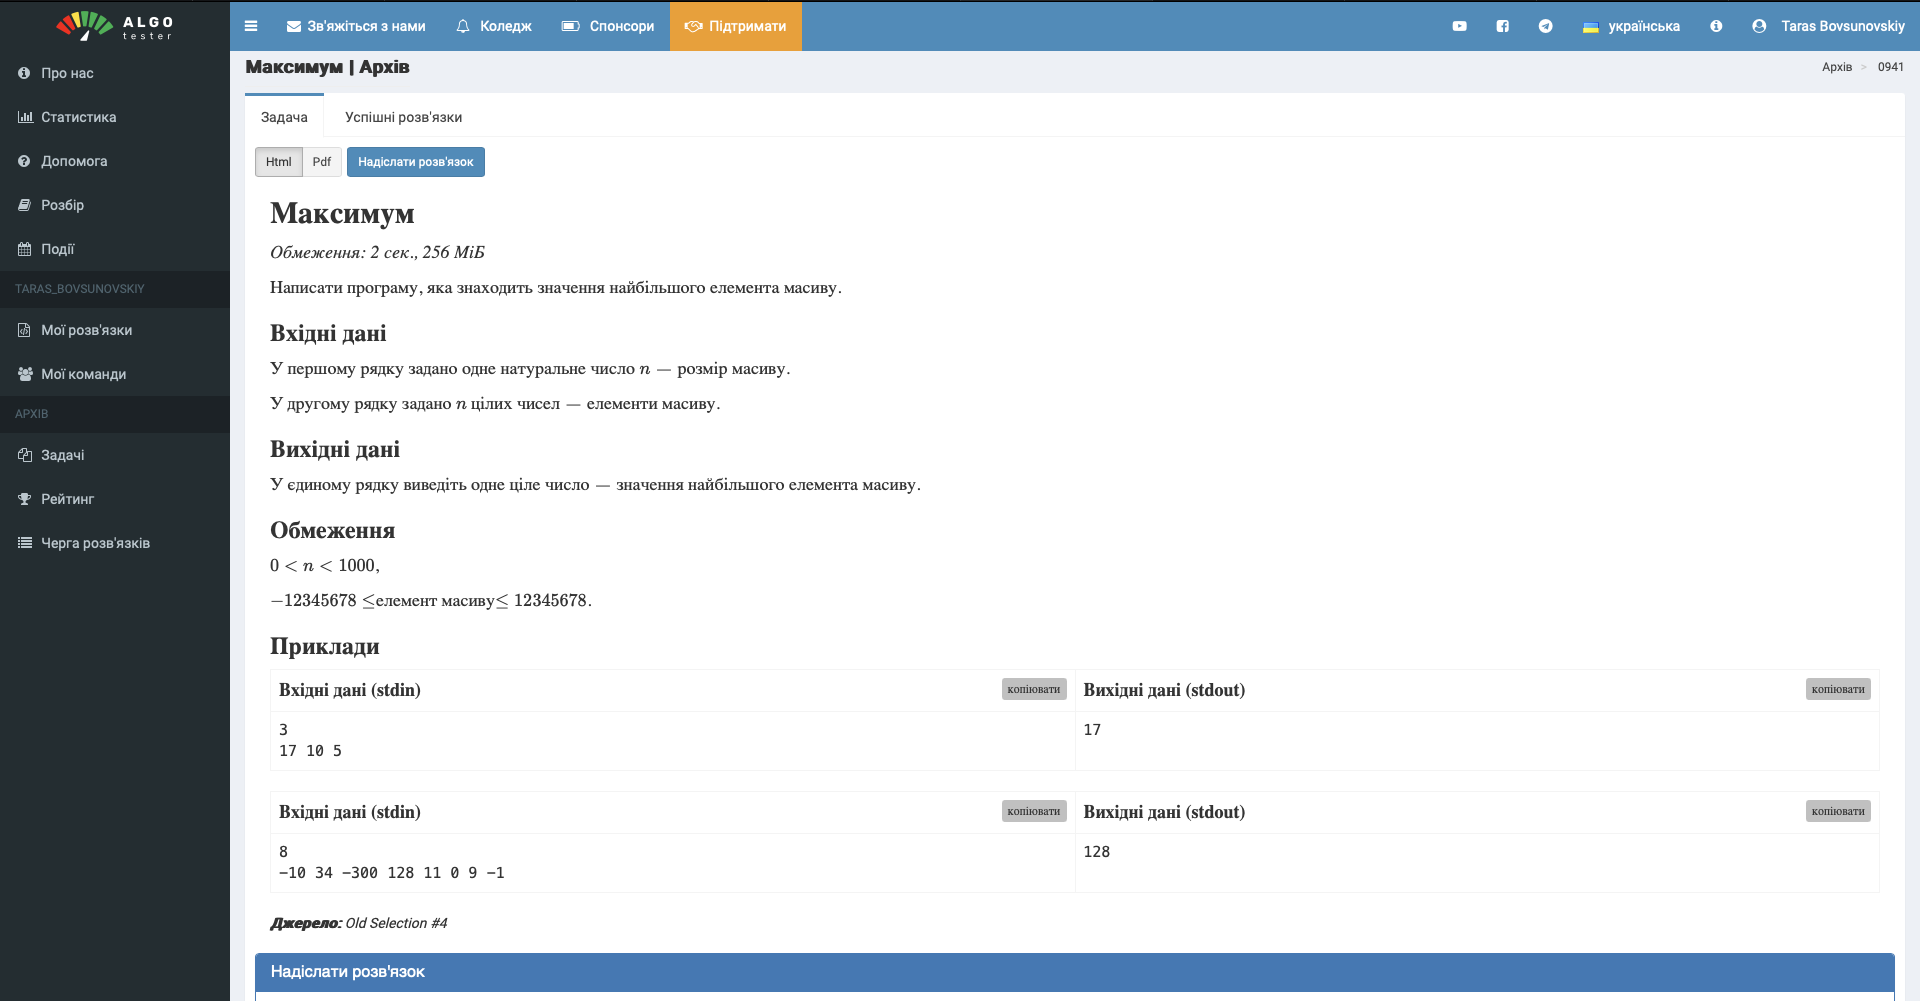 ALGO
tester
Зв'яжіться з нами
Коледж
Спонсори
Підтримати
українська
Taras Bovsunovskiy
Про нас
Статистика
Допомога
Розбір
Події
TARAS_BOVSUNOVSKIY
Мої розв'язки
Мої команди
АРХІВ
Задачі
Рейтинг
Черга розв'язків
Максимум | Архів
Архів > 0941
Задача
Успішні розв'язки
Html
Pdf
Надіслати розв'язок
Максимум
Обмеження: 2 сек., 256 МіБ
Написати програму, яка знаходить значення найбільшого елемента масиву.
Вхідні дані
У першому рядку задано одне натуральне число n — розмір масиву.
У другому рядку задано n цілих чисел — елементи масиву.
Вихідні дані
У єдиному рядку виведіть одне ціле число — значення найбільшого елемента масиву.
Обмеження
0 < n < 1000,
−12345678 ≤елемент масиву≤ 12345678.
Приклади
Вхідні дані (stdin)
копіювати
Вихідні дані (stdout)
копіювати
3
17 10 5
17
Вхідні дані (stdin)
копіювати
Вихідні дані (stdout)
копіювати
8
-10 34 -300 128 11 0 9 -1
128
Джерело: Old Selection #4
Надіслати розв'язок